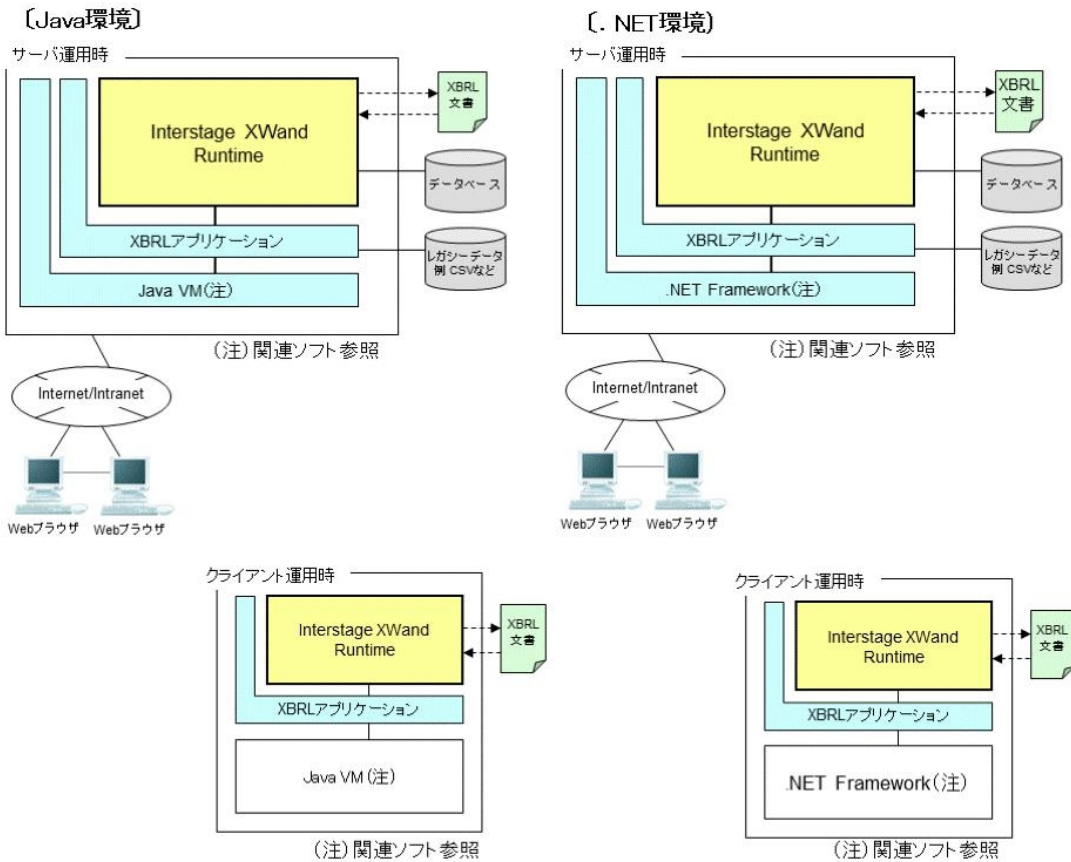 〔Java環境〕
サーバ運用時
Interstage XWand
Runtime
XBRL
文書
データベース
XBRLアプリケーション
レガシーデータ
例 CSVなど
Java VM(注)
(注)関連ソフト参照
Internet/Intranet
Webブラウザ
Webブラウザ
〔. NET環境)
サーバ運用時
Interstage XWand
Runtime
XBRL
文書
データベース
XBRLアプリケーション
レガシーデータ
例 CSVなど
.NET Framework(注)
(注)関連ソフト参照
Internet/Intranet
Webブラウザ
Webブラウザ
クライアント運用時
Interstage XWand
Runtime
XBRL
文書
XBRLアプリケーション
Java VM(注)
(注)関連ソフト参照
クライアント運用時
Interstage XWand
Runtime
XBRL
文書
XBRLアプリケーション
.NET Framework(注)
(注)関連ソフト参照